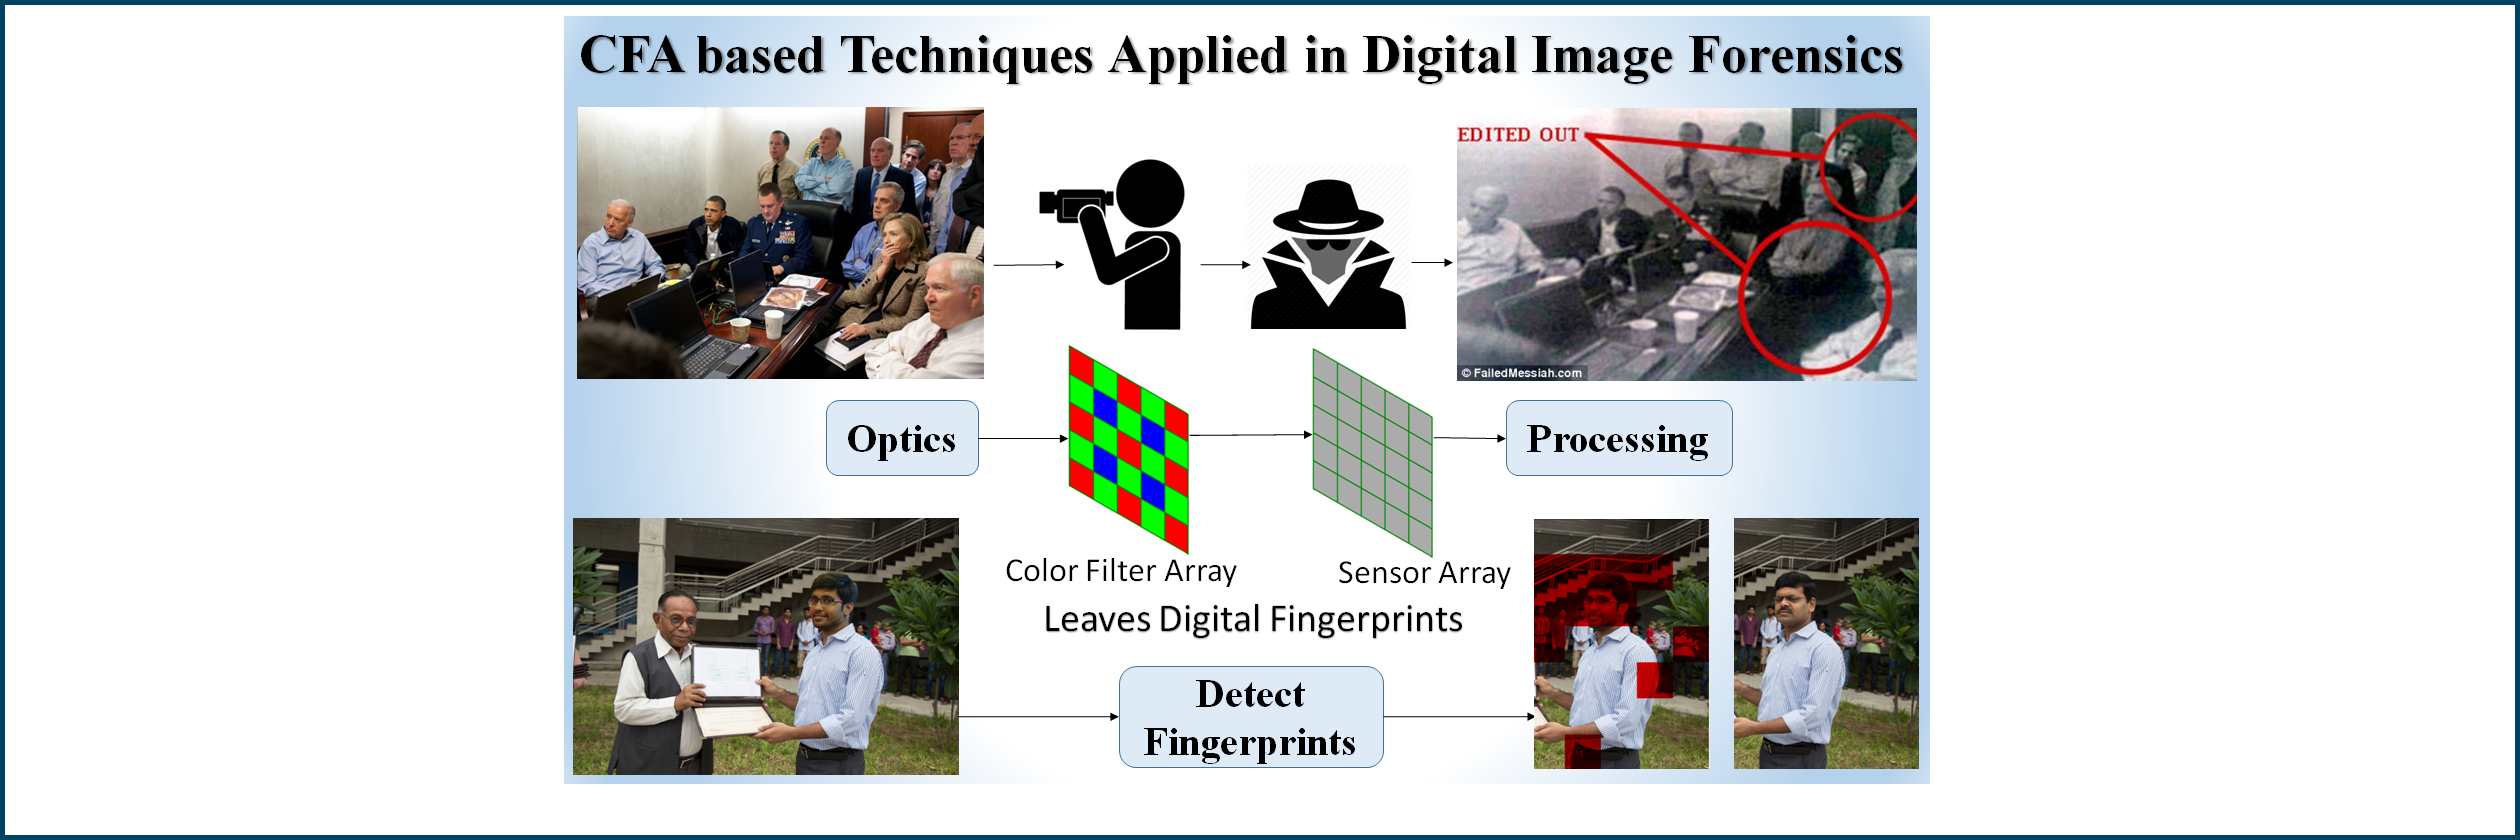 CFA based Techniques Applied in Digital Image Forensics
EDITED OUT
© FailedMessiah.com
Optics
Processing
Color Filter Array
Sensor Array
Leaves Digital Fingerprints
Detect
Fingerprints